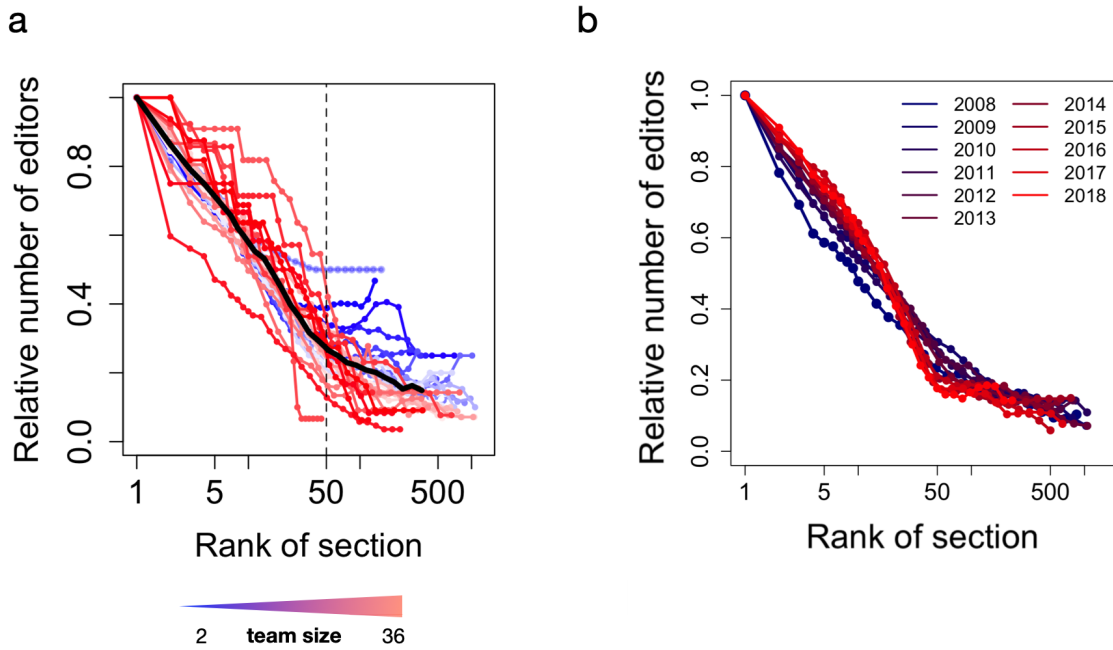 a
Relative number of editors
0.0 0.4 0.8
1 5 50 500
Rank of section
2 team size 36
b
Relative number of editors
0.0 0.2 0.4 0.6 0.8 1.0
2008 2014
2009 2015
2010 2016
2011 2017
2012 2018
2013
1 5 50 500
Rank of section